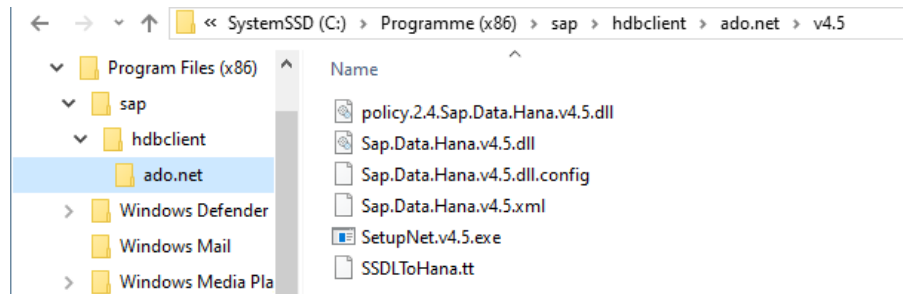 « SystemSSD (C:) > Programme (x86) > sap > hdbclient > ado.net > v4.5
Program Files (x86)
sap
hdbclient
ado.net
Windows Defender
Windows Mail
Windows Media Pla
Name
policy.2.4.Sap.Data.Hana.v4.5.dll
Sap.Data.Hana.v4.5.dll
Sap.Data.Hana.v4.5.dll.config
Sap.Data.Hana.v4.5.xml
SetupNet.v4.5.exe
SSDLToHana.tt